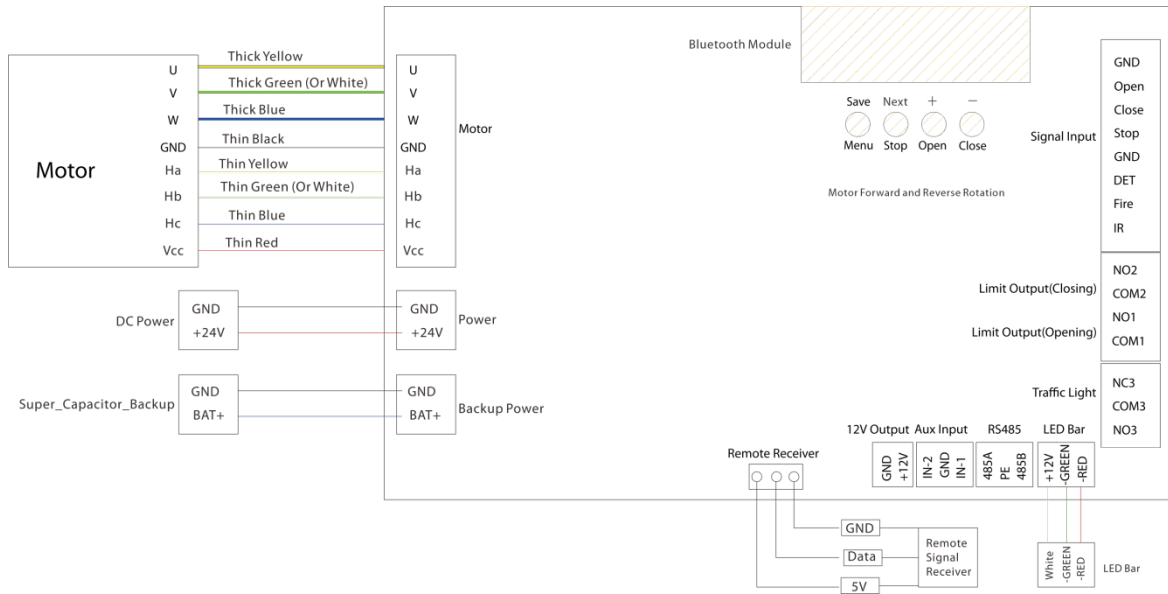 Motor
U
V
W
GND
Ha
Hb
Hc
Vcc
Thick Yellow
Thick Green (Or White)
Thick Blue
Thin Black
Thin Yellow
Thin Green (Or White)
Thin Blue
Thin Red
U
V
W
GND
Ha
Hb
Hc
Vcc
Motor
DC Power
GND
+24V
GND
+24V
Power
Super_Capacitor_Backup
GND
BAT+
GND
BAT+
Backup Power
Bluetooth Module
Save Next + −
Menu Stop Open Close
Motor Forward and Reverse Rotation
Signal Input
GND
Open
Close
Stop
GND
DET
Fire
IR
Limit Output(Closing)
Limit Output(Opening)
NO2
COM2
NO1
COM1
Traffic Light
NC3
COM3
NO3
12V Output Aux Input RS485 LED Bar
GND
+12V
IN-2
GND
IN-1
485A
PE
485B
+12V
-GREEN
-RED
Remote Receiver
GND
Data
5V
Remote
Signal
Receiver
White
-GREEN
-RED
LED Bar